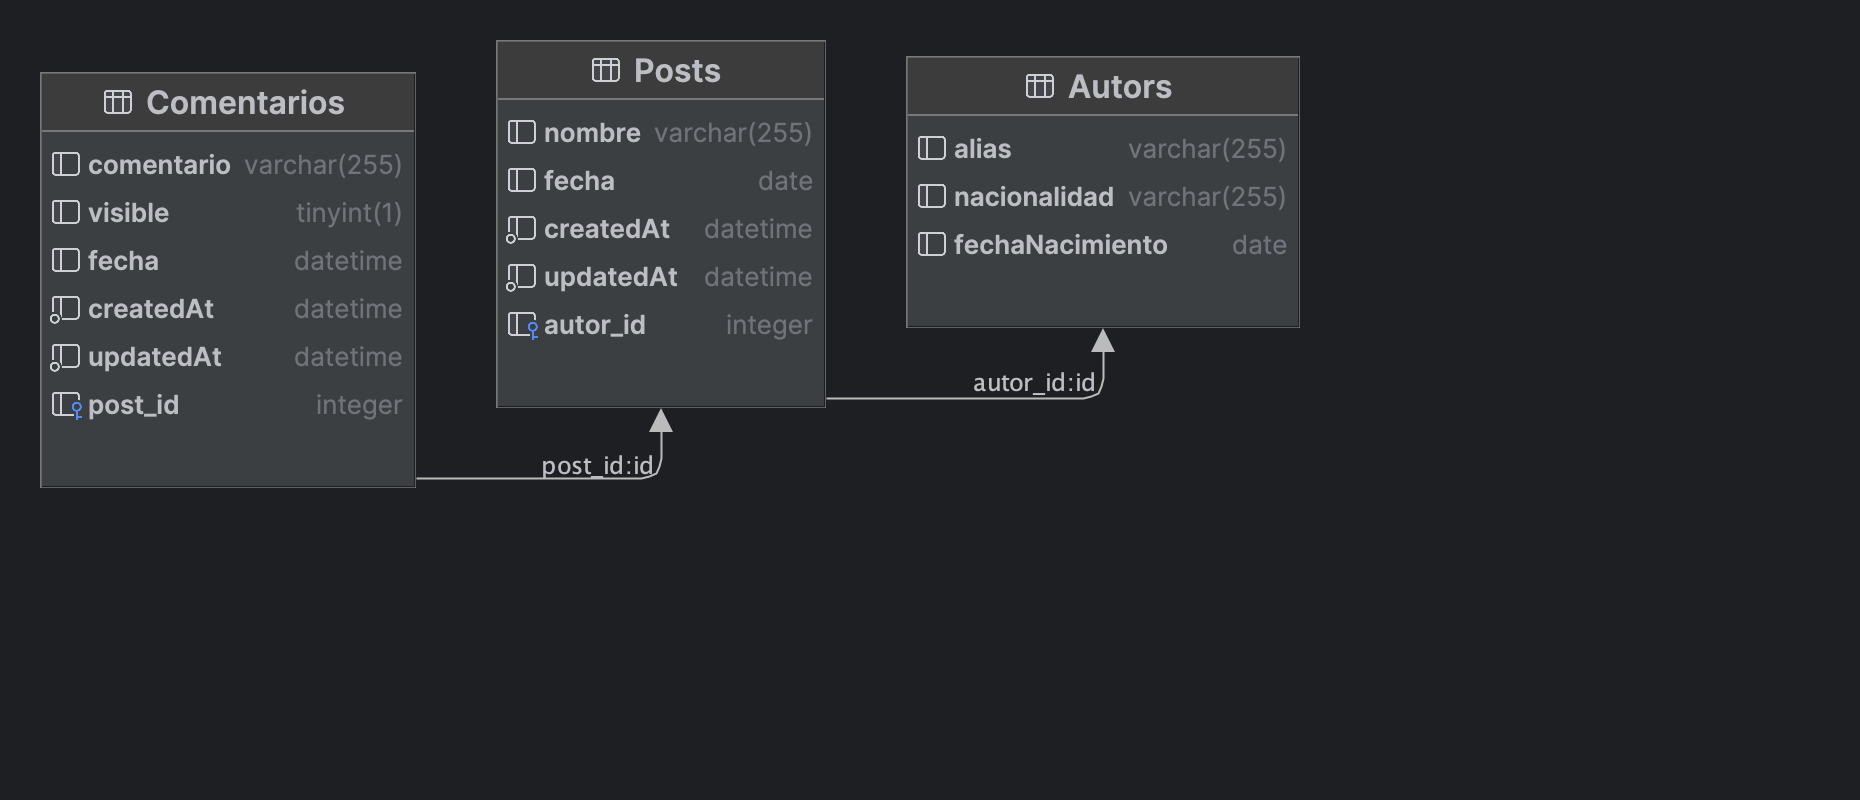 Comentarios
comentario varchar(255)
visible tinyint(1)
fecha datetime
createdAt datetime
updatedAt datetime
post_id integer
Posts
nombre varchar(255)
fecha date
createdAt datetime
updatedAt datetime
autor_id integer
Autors
alias varchar(255)
nacionalidad varchar(255)
fechaNacimiento date
autor_id:id
post_id:id